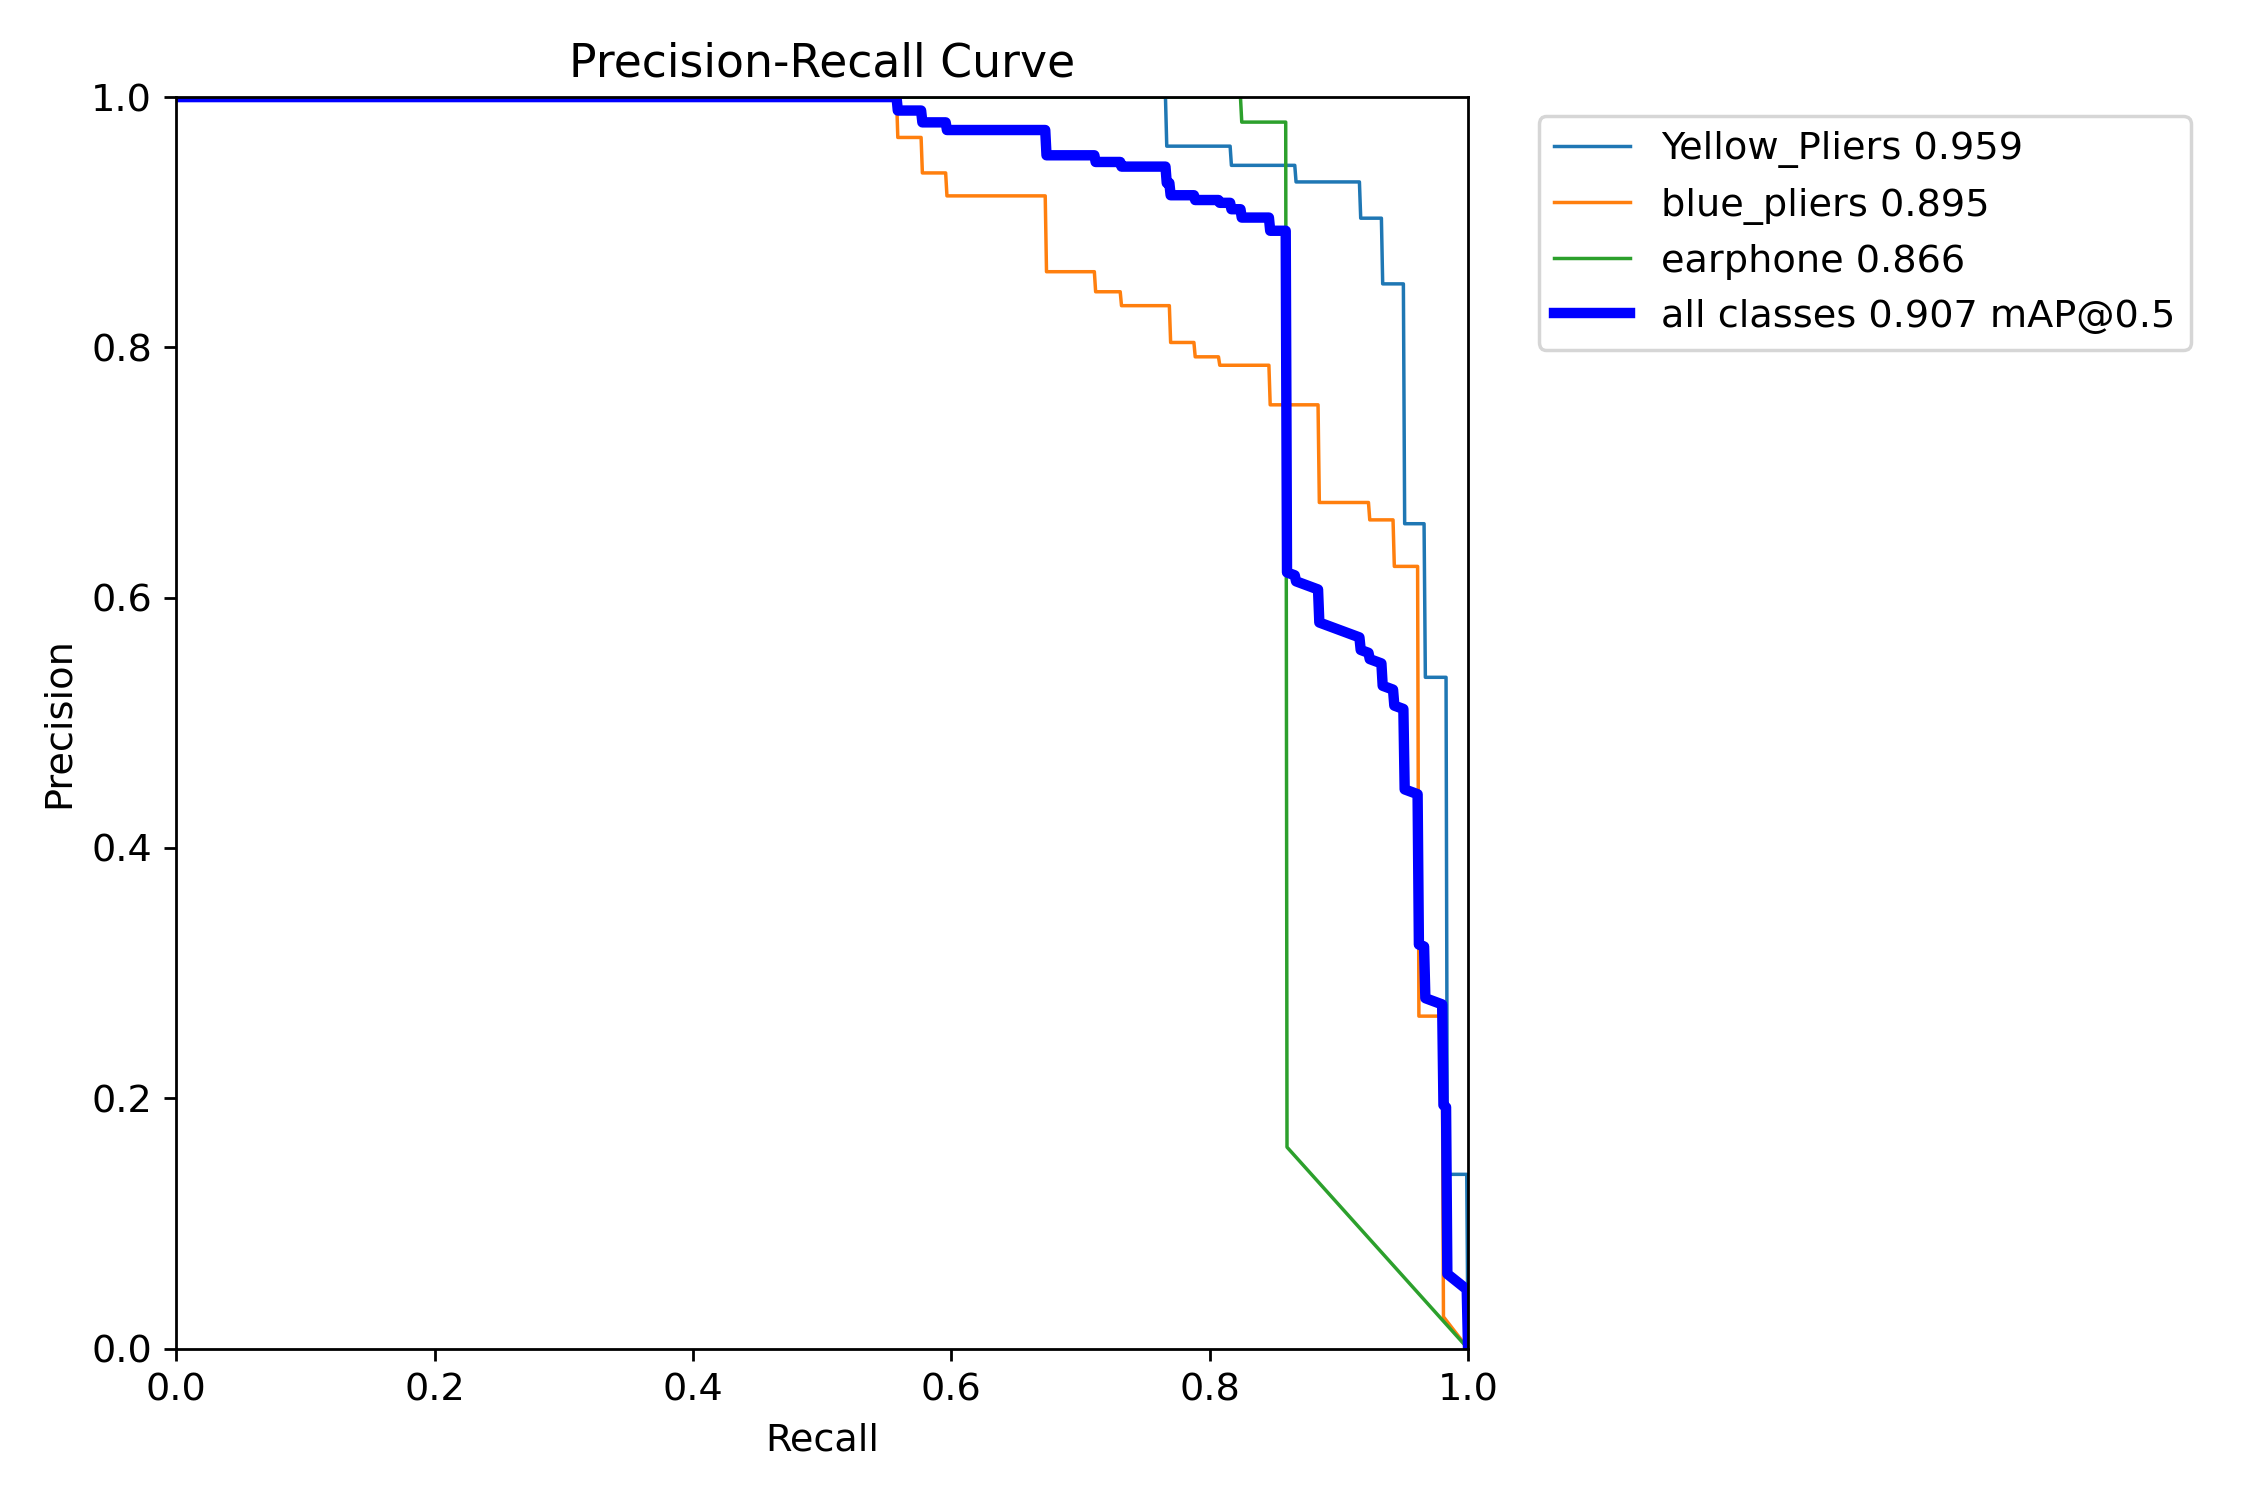 Precision-Recall Curve
1.0
0.8
0.6
0.4
0.2
0.0
Precision
0.0 0.2 0.4 0.6 0.8 1.0
Recall
Yellow_Pliers 0.959
blue_pliers 0.895
earphone 0.866
all classes 0.907 mAP@0.5